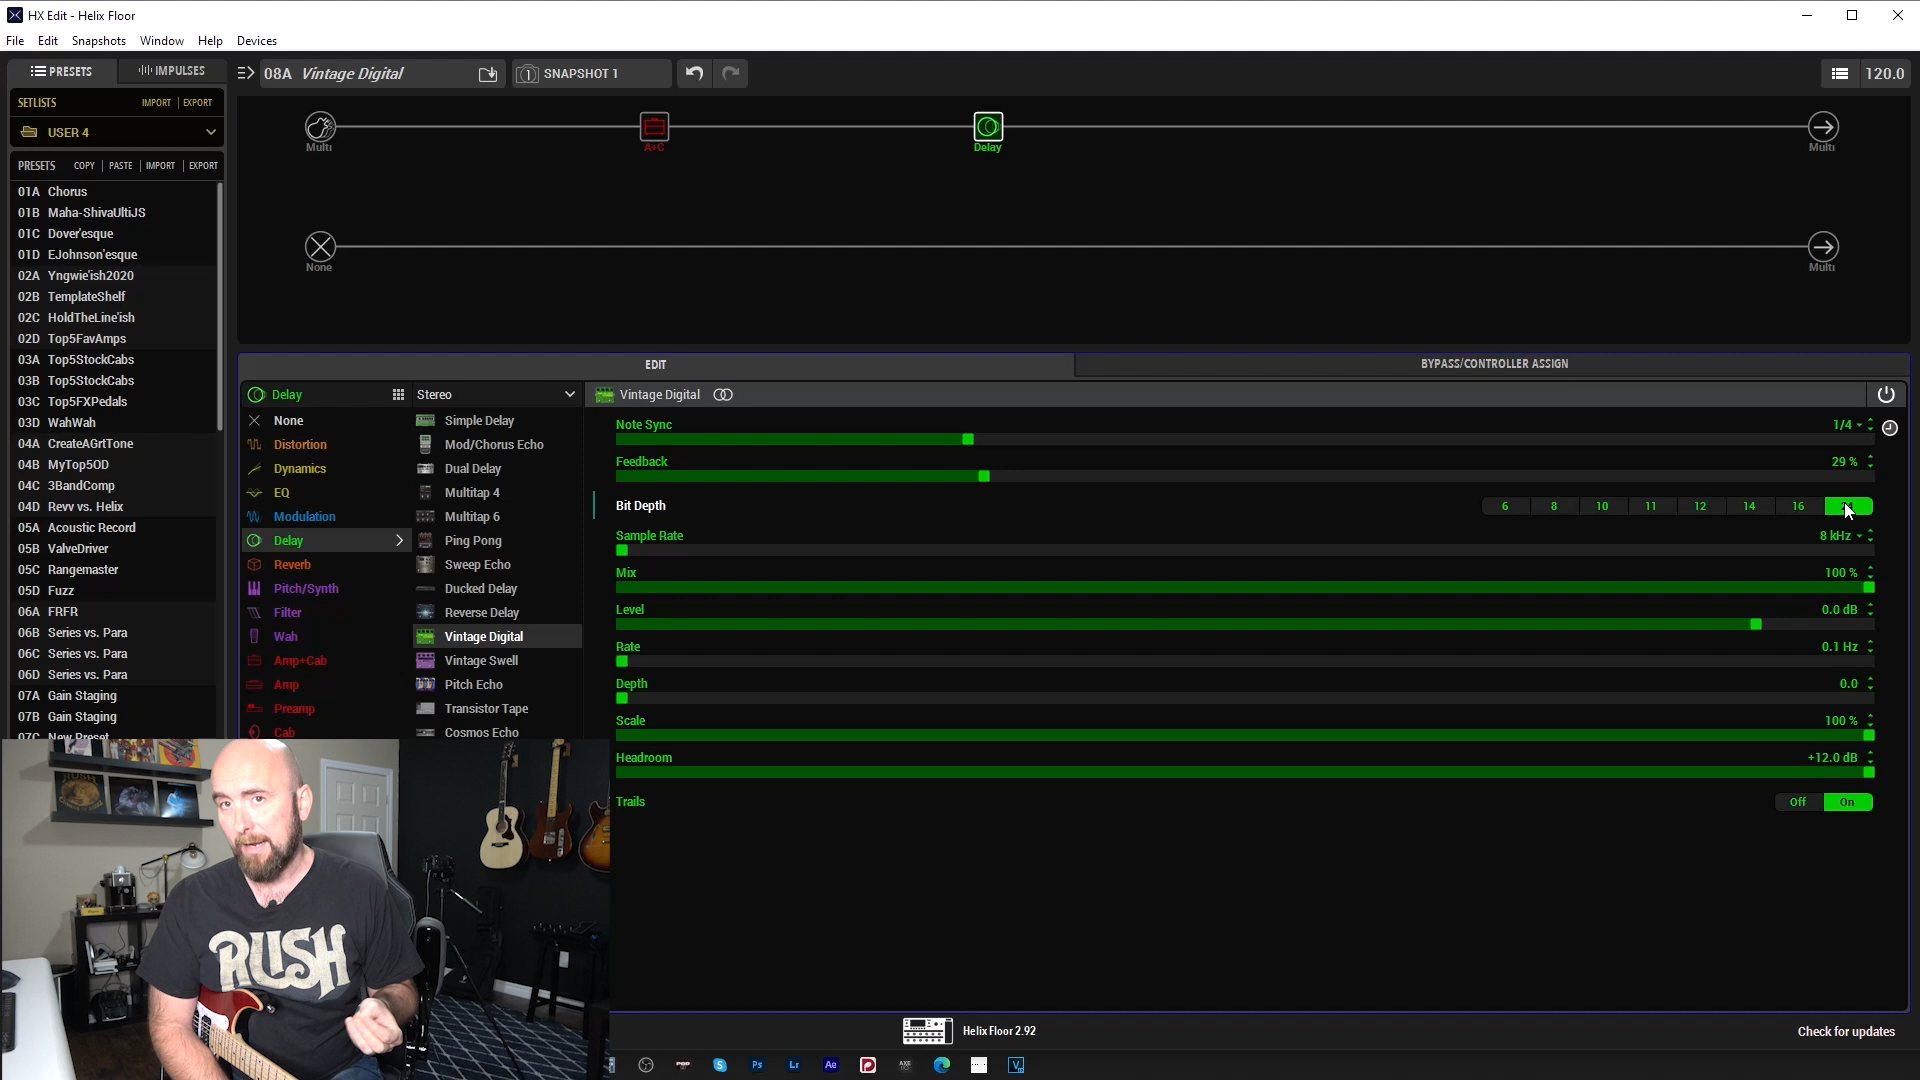 HX Edit - Helix Floor
File Edit Snapshots Window Help Devices
PRESETS IMPULSES
08A Vintage Digital
1 SNAPSHOT 1
120.0
SETLISTS IMPORT | EXPORT
USER 4
PRESETS COPY | PASTE | IMPORT | EXPORT
01A Chorus
01B Maha-ShivaUltiJS
01C Dover'esque
01D EJohnson'esque
02A Yngwie'ish2020
02B TemplateShelf
02C HoldTheLine'ish
02D Top5FavAmps
03A Top5StockCabs
03B Top5StockCabs
03C Top5FXPedals
03D WahWah
04A CreateAGrtTone
04B MyTop5OD
04C 3BandComp
04D Revv vs. Helix
05A Acoustic Record
05B ValveDriver
05C Rangemaster
05D Fuzz
06A FRFR
06B Series vs. Para
06C Series vs. Para
06D Series vs. Para
07A Gain Staging
07B Gain Staging
07C New Preset
Multi A+C Delay Multi
None Multi
EDIT BYPASS/CONTROLLER ASSIGN
Delay Stereo
None
Distortion
Dynamics
EQ
Modulation
Delay
Reverb
Pitch/Synth
Filter
Wah
Amp+Cab
Amp
Preamp
Cab
Simple Delay
Mod/Chorus Echo
Dual Delay
Multitap 4
Multitap 6
Ping Pong
Sweep Echo
Ducked Delay
Reverse Delay
Vintage Digital
Vintage Swell
Pitch Echo
Transistor Tape
Cosmos Echo
Vintage Digital
Note Sync 1/4
Feedback 29 %
Bit Depth 6 8 10 11 12 14 16
Sample Rate 8 kHz
Mix 100 %
Level 0.0 dB
Rate 0.1 Hz
Depth 0.0
Scale 100 %
Headroom +12.0 dB
Trails Off On
RUSH
Helix Floor 2.92
Check for updates
S Ps Lr Ae